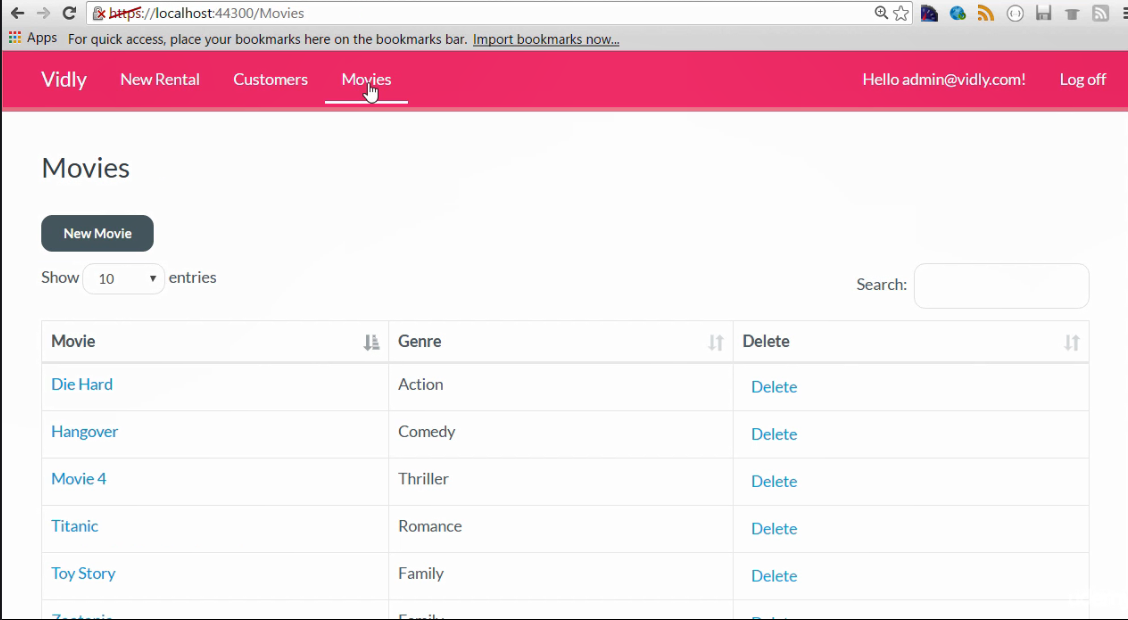 https://localhost:44300/Movies
Apps For quick access, place your bookmarks here on the bookmarks bar. Import bookmarks now...
Vidly New Rental Customers Movies Hello admin@vidly.com! Log off
Movies
New Movie
Show 10 entries Search:
Movie Genre Delete
Die Hard Action Delete
Hangover Comedy Delete
Movie 4 Thriller Delete
Titanic Romance Delete
Toy Story Family Delete